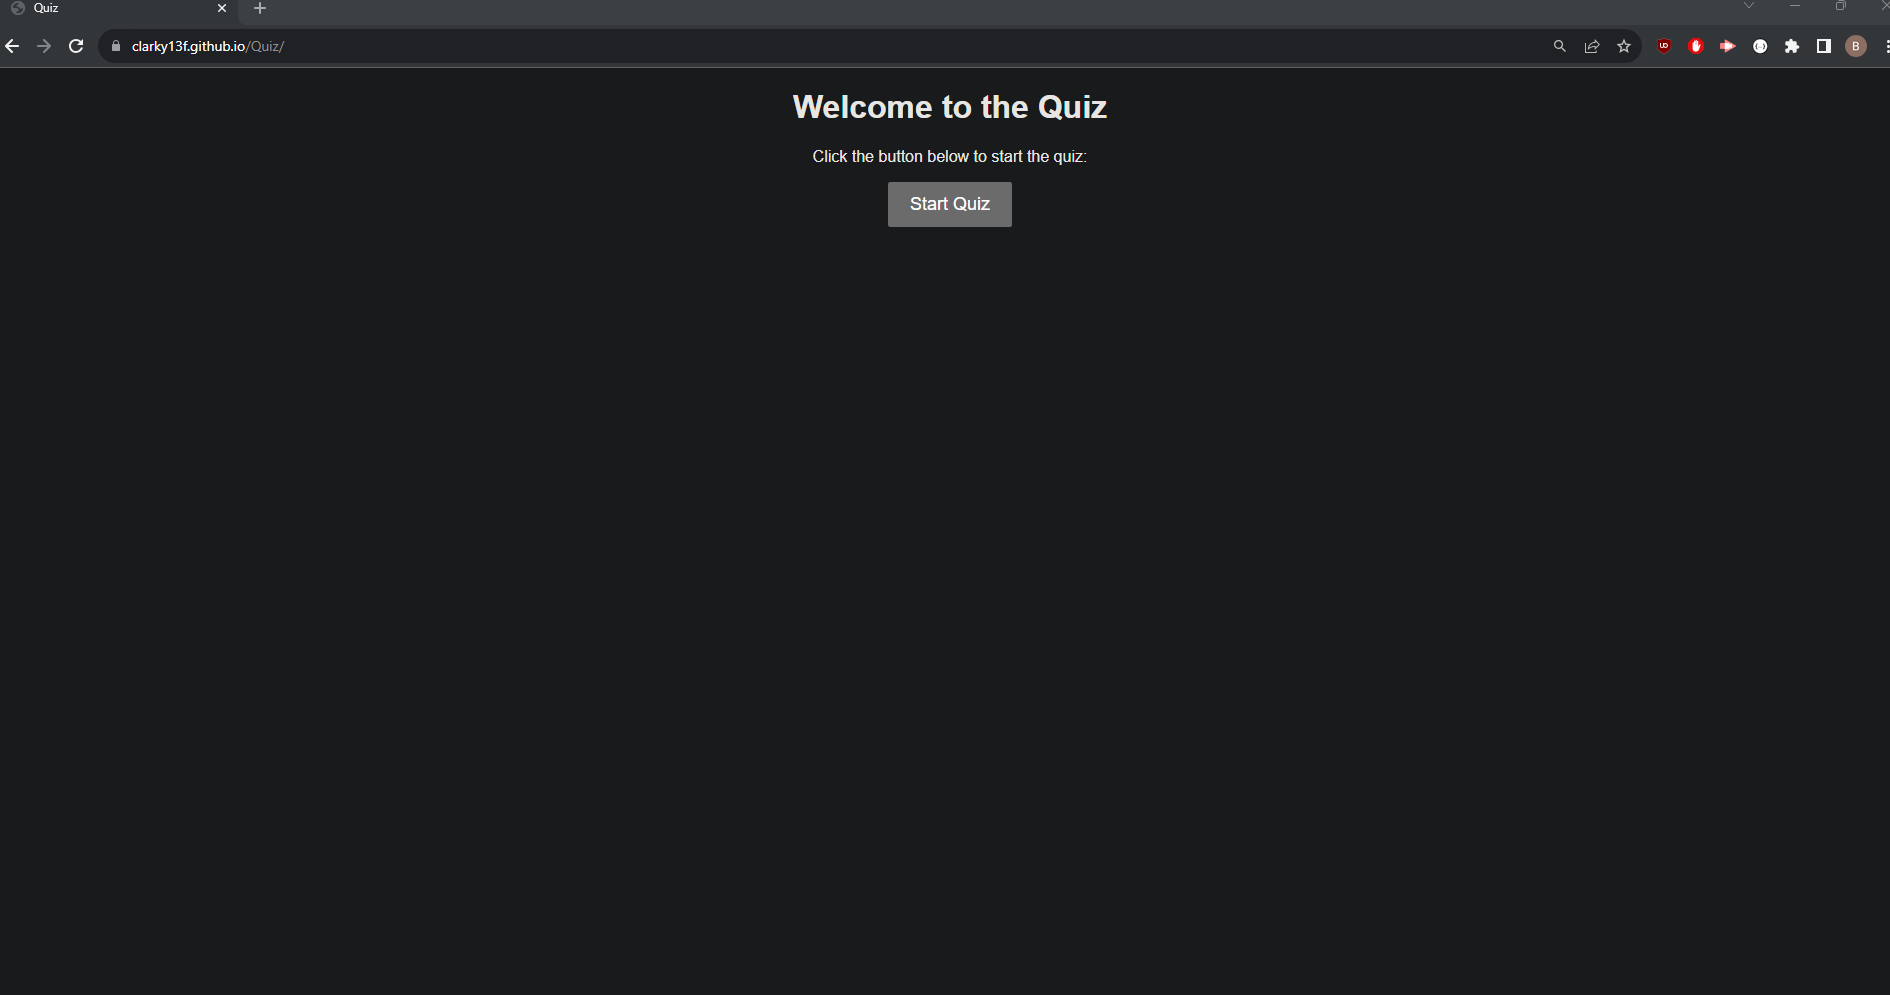 Quiz
clarky13f.github.io/Quiz/
B
Welcome to the Quiz
Click the button below to start the quiz:
Start Quiz